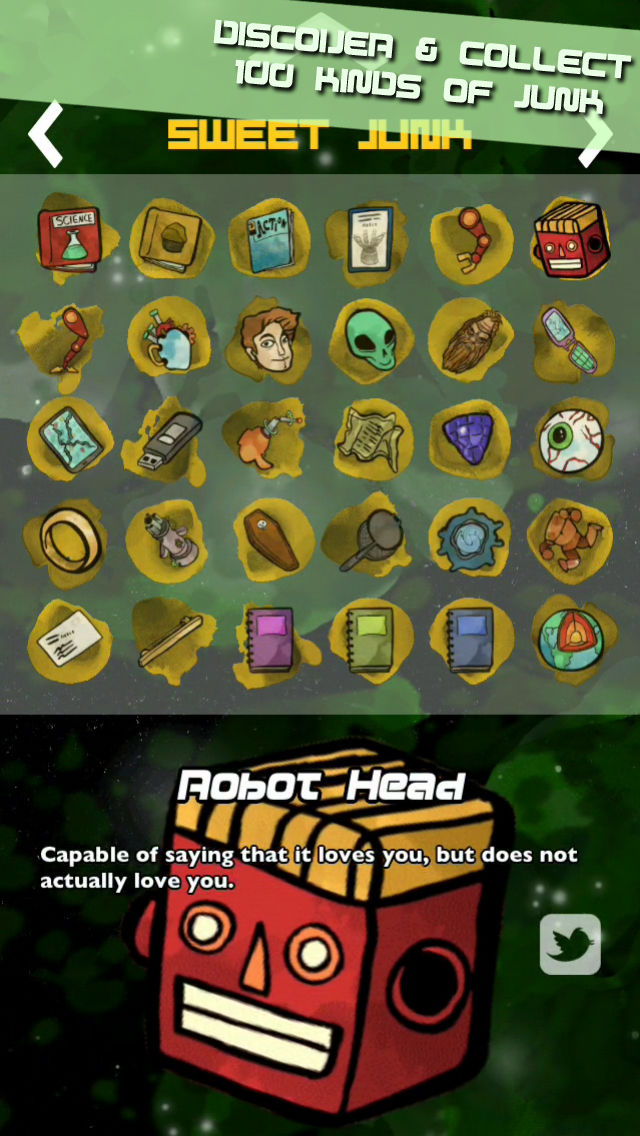 DISCOVER & COLLECT
100 KINDS OF JUNK
SWEET JUNK
SCIENCE
ACTION
Robot Head
Capable of saying that it loves you, but does not
actually love you.